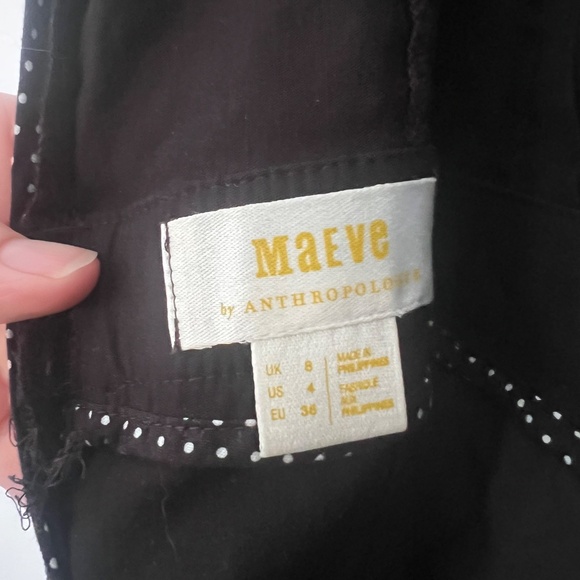 MaEve
by ANTHROPOLOGIE
UK 8
US 4
EU 36
MADE IN
PHILIPPINES
FABRIQUÉ
AUX
PHILIPPINES